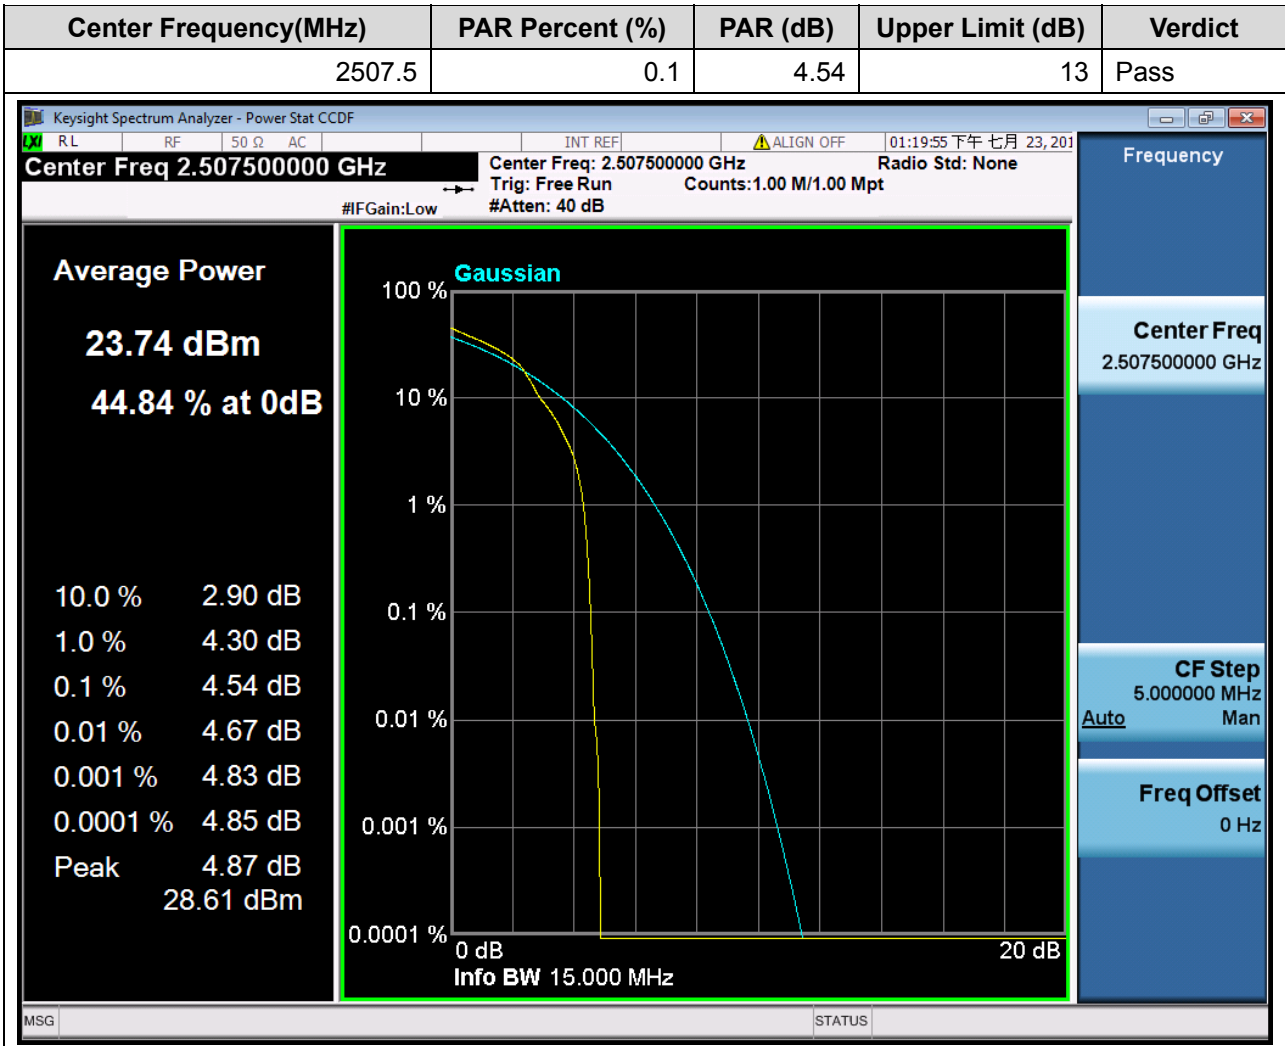 Center Frequency(MHz) PAR Percent (%) PAR (dB) Upper Limit (dB) Verdict
2507.5 0.1 4.54 13 Pass
Keysight Spectrum Analyzer - Power Stat CCDF
LXI RL RF 50 Ω AC INT REF ALIGN OFF 01:19:55 下午 七月 23, 201
Center Freq 2.507500000 GHz
Center Freq: 2.507500000 GHz Radio Std: None
Trig: Free Run Counts:1.00 M/1.00 Mpt
#IFGain:Low #Atten: 40 dB
Average Power
23.74 dBm
44.84 % at 0dB
10.0 % 2.90 dB
1.0 % 4.30 dB
0.1 % 4.54 dB
0.01 % 4.67 dB
0.001 % 4.83 dB
0.0001 % 4.85 dB
Peak 4.87 dB
28.61 dBm
Gaussian
100 %
10 %
1 %
0.1 %
0.01 %
0.001 %
0.0001 %
0 dB 20 dB
Info BW 15.000 MHz
Frequency
Center Freq
2.507500000 GHz
CF Step
5.000000 MHz
Auto Man
Freq Offset
0 Hz
MSG STATUS